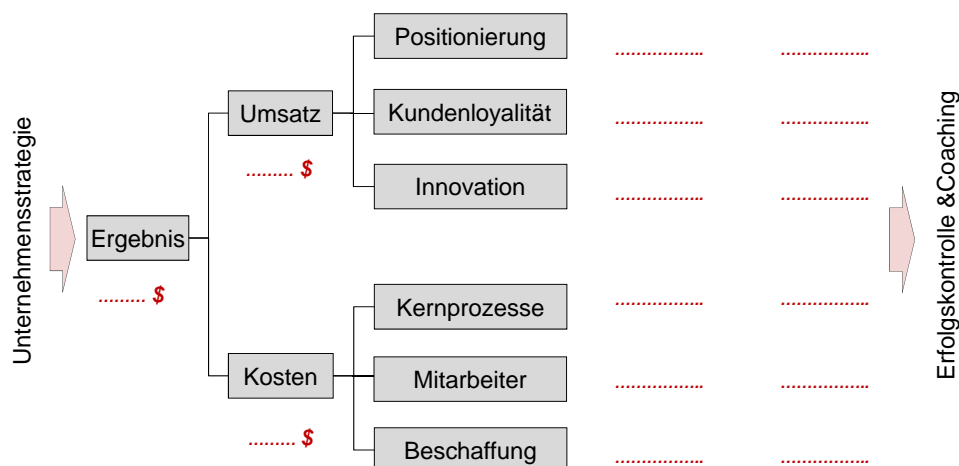 Unternehmensstrategie
Ergebnis
......... $
Umsatz
......... $
Kosten
......... $
Positionierung ................. .................
Kundenloyalität ................. .................
Innovation ................. .................
Kernprozesse ................. .................
Mitarbeiter ................. .................
Beschaffung ................. .................
Erfolgskontrolle &Coaching